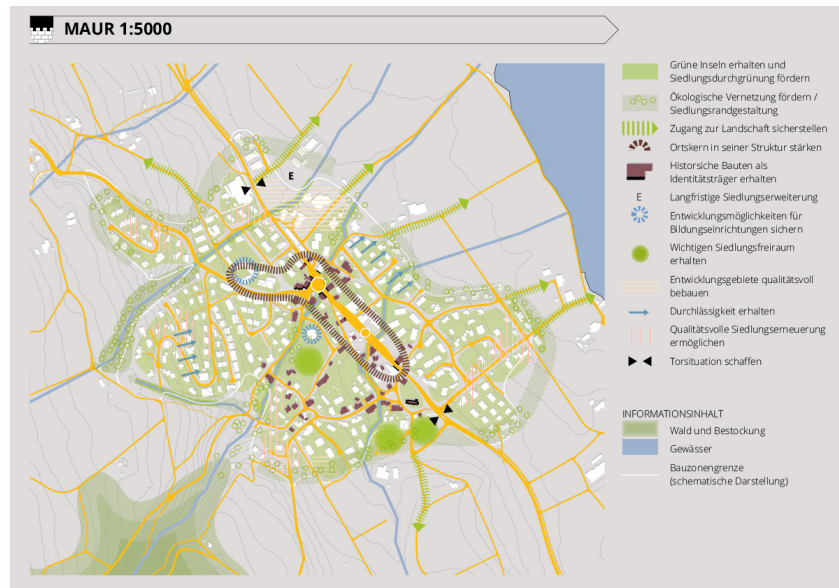 MAUR 1:5000
Grüne Inseln erhalten und
Siedlungsdurchgrünung fördern
Ökologische Vernetzung fördern /
Siedlungsrandgestaltung
Zugang zur Landschaft sicherstellen
Ortskern in seiner Struktur stärken
Historsiche Bauten als
Identitätsträger erhalten
E Langfristige Siedlungserweiterung
Entwicklungsmöglichkeiten für
Bildungseinrichtungen sichern
Wichtigen Siedlungsfreiraum
erhalten
Entwicklungsgebiete qualitätsvoll
bebauen
Durchlässigkeit erhalten
Qualitätsvolle Siedlungserneuerung
ermöglichen
Torsituation schaffen
INFORMATIONSINHALT
Wald und Bestockung
Gewässer
Bauzonengrenze
(schematische Darstellung)
E